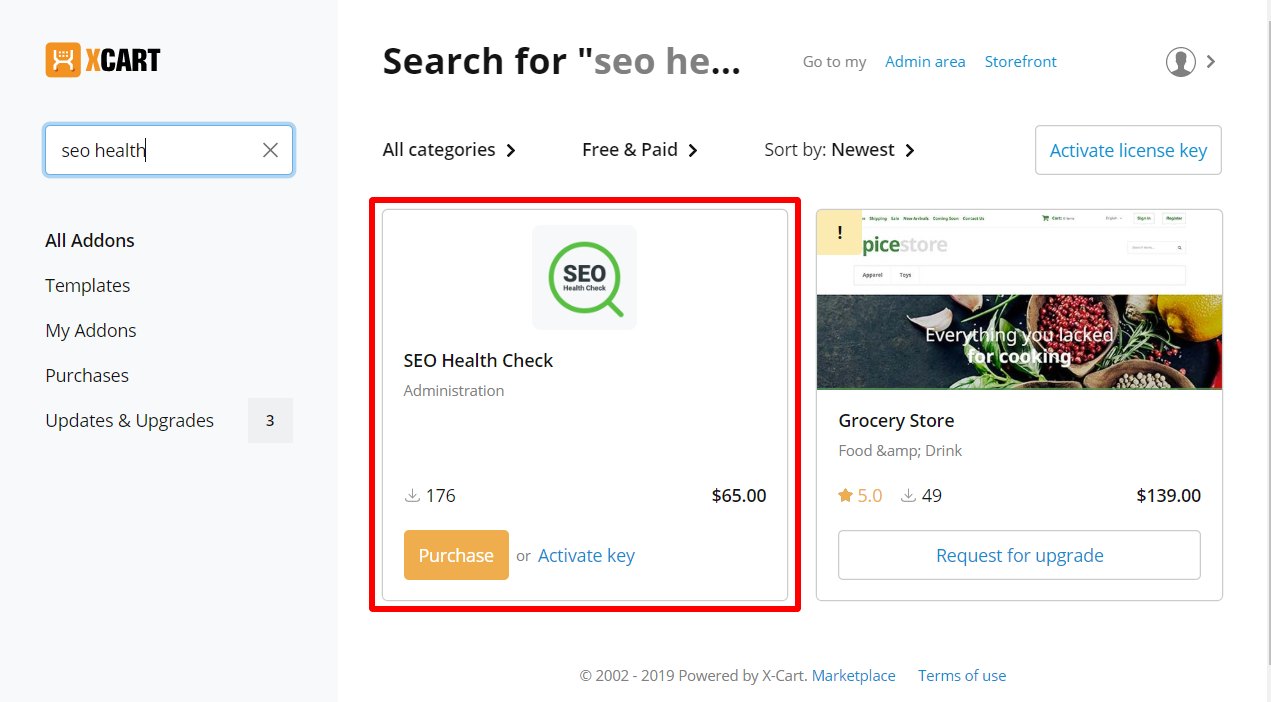 XCART
Search for "seo he...
Go to my Admin area Storefront
seo health
All categories
Free & Paid
Sort by: Newest
Activate license key
All Addons
Templates
My Addons
Purchases
Updates & Upgrades 3
SEO
Health Check
SEO Health Check
Administration
176
$65.00
Purchase or Activate key
!
Shipping Sale New Arrivals Coming Soon Contact Us
Cart: 0 items
English
Sign in
Register
picestore
Apparel Toys
Everything you lacked
for cooking
Grocery Store
Food &amp; Drink
5.0 49
$139.00
Request for upgrade
© 2002 - 2019 Powered by X-Cart. Marketplace Terms of use